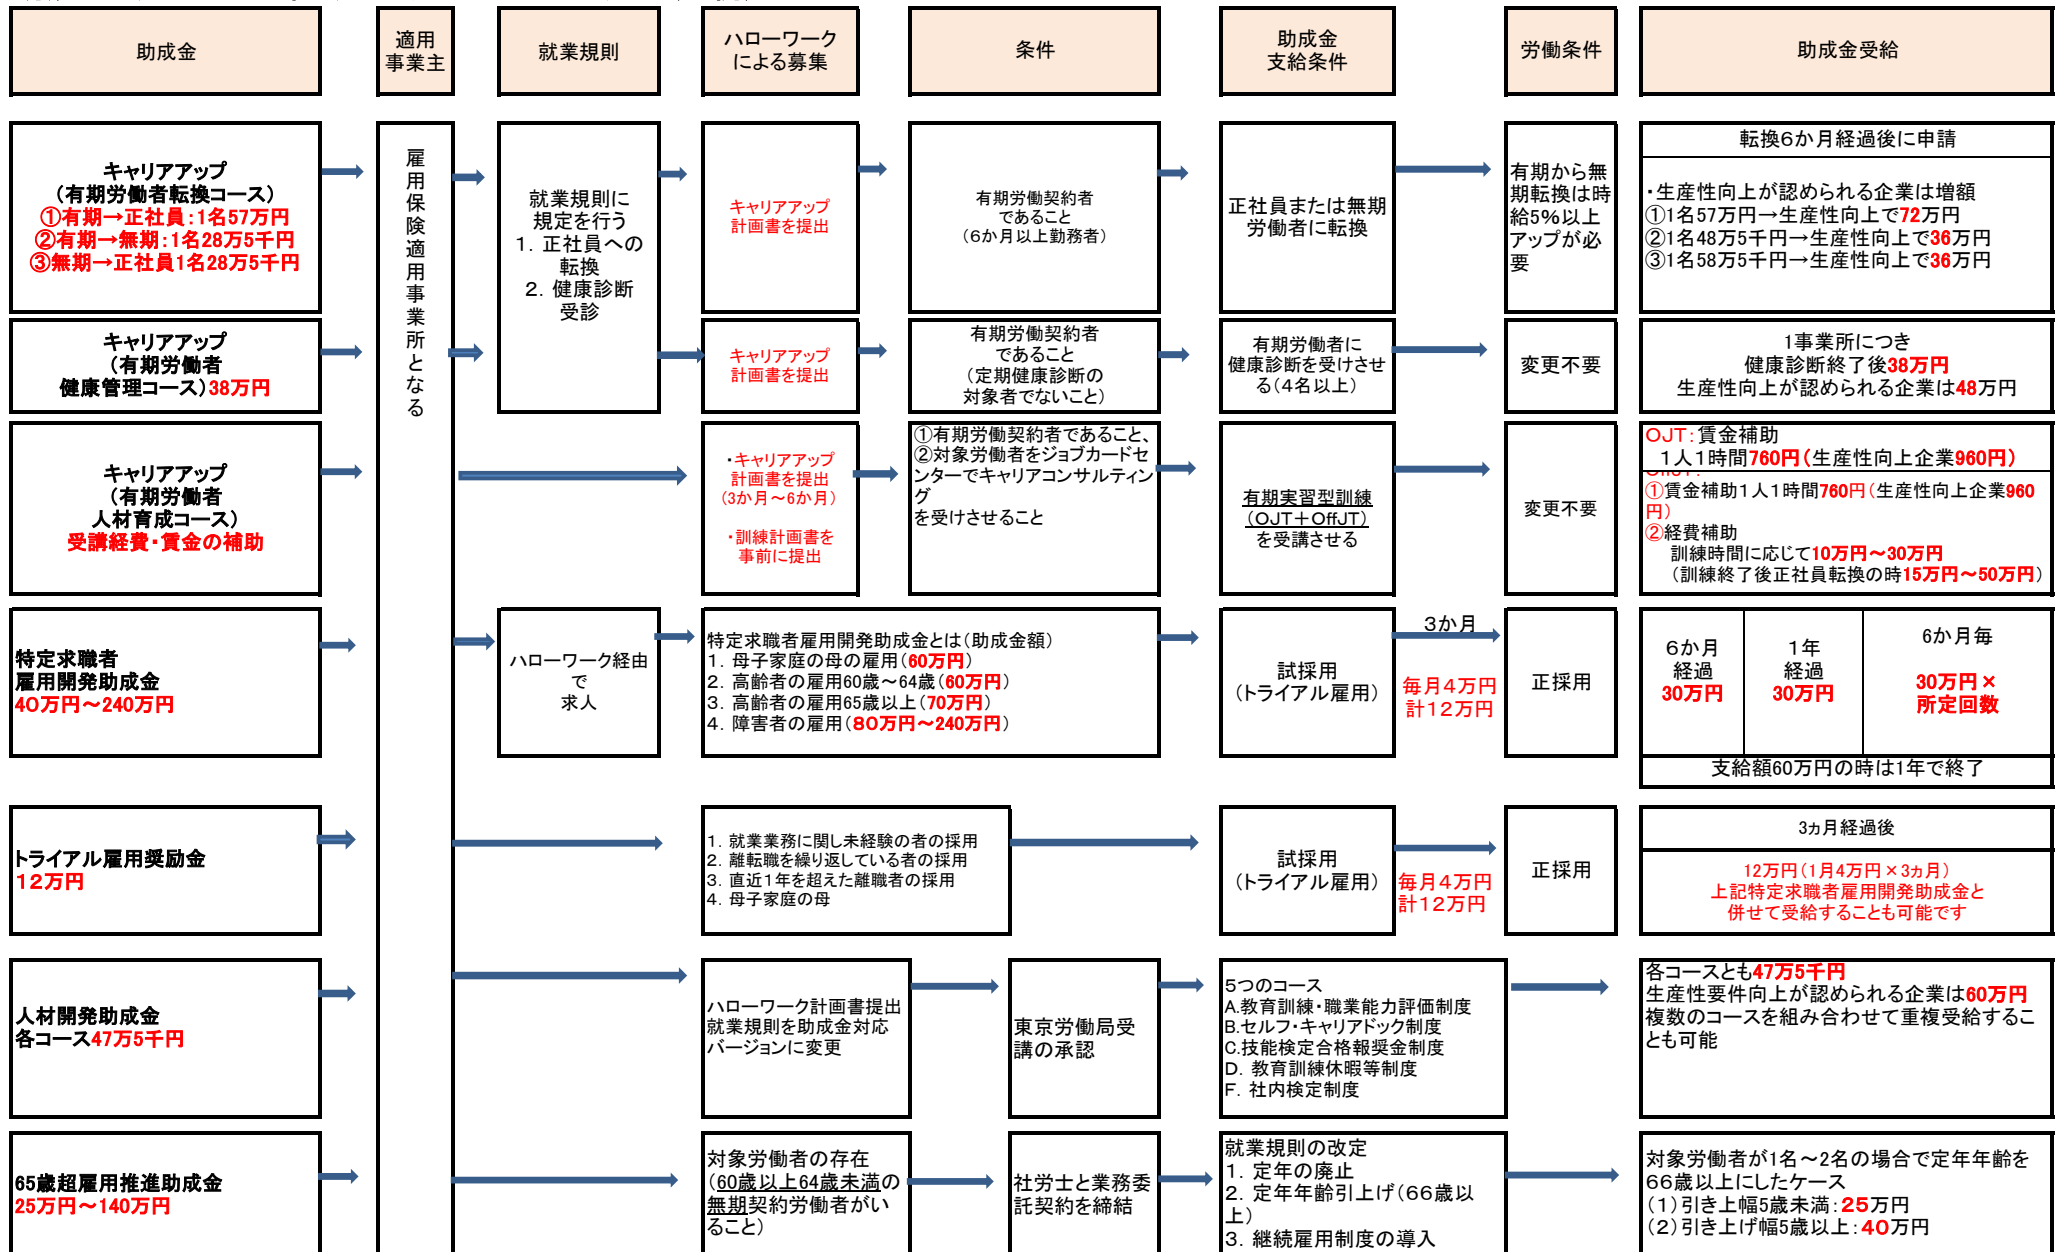 助成金
適用
事業主
就業規則
ハローワーク
による募集
条件
助成金
支給条件
労働条件
助成金受給
キャリアアップ
(有期労働者転換コース)
①有期→正社員：1名57万円
②有期→無期：1名28万5千円
③無期→正社員1名28万5千円
雇用保険適用事業所となる
就業規則に
規定を行う
1. 正社員への
転換
2. 健康診断
受診
キャリアアップ
計画書を提出
有期労働契約者
であること
(6か月以上勤務者)
正社員または無期
労働者に転換
有期から無
期転換は時
給5%以上
アップが必
要
転換6か月経過後に申請
・生産性向上が認められる企業は増額
①1名57万円→生産性向上で72万円
②1名48万5千円→生産性向上で36万円
③1名58万5千円→生産性向上で36万円
キャリアアップ
(有期労働者
健康管理コース)38万円
キャリアアップ
計画書を提出
有期労働契約者
であること
(定期健康診断の
対象者でないこと)
有期労働者に
健康診断を受けさせ
る(4名以上)
変更不要
1事業所につき
健康診断終了後38万円
生産性向上が認められる企業は48万円
キャリアアップ
(有期労働者
人材育成コース)
受講経費・賃金の補助
・キャリアアップ
計画書を提出
(3か月～6か月)
・訓練計画書を
事前に提出
①有期労働契約者であること、
②対象労働者をジョブカードセ
ンターでキャリアコンサルティン
グ
を受けさせること
有期実習型訓練
(OJT＋OffJT)
を受講させる
変更不要
OJT：賃金補助
1人1時間760円(生産性向上企業960円)
①賃金補助1人1時間760円(生産性向上企業960
円)
②経費補助
訓練時間に応じて10万円～30万円
(訓練終了後正社員転換の時15万円～50万円)
特定求職者
雇用開発助成金
40万円～240万円
ハローワーク経由
で
求人
特定求職者雇用開発助成金とは(助成金額)
1. 母子家庭の母の雇用(60万円)
2. 高齢者の雇用60歳～64歳(60万円)
3. 高齢者の雇用65歳以上(70万円)
4. 障害者の雇用(80万円～240万円)
試採用
(トライアル雇用)
3か月
毎月4万円
計12万円
正採用
6か月
経過
30万円
1年
経過
30万円
6か月毎
30万円×
所定回数
支給額60万円の時は1年で終了
トライアル雇用奨励金
12万円
1. 就業業務に関し未経験の者の採用
2. 離転職を繰り返している者の採用
3. 直近1年を超えた離職者の採用
4. 母子家庭の母
試採用
(トライアル雇用)
毎月4万円
計12万円
正採用
3ヵ月経過後
12万円(1月4万円×3ヵ月)
上記特定求職者雇用開発助成金と
併せて受給することも可能です
人材開発助成金
各コース47万5千円
ハローワーク計画書提出
就業規則を助成金対応
バージョンに変更
東京労働局受
講の承認
5つのコース
A.教育訓練・職業能力評価制度
B.セルフ・キャリアドック制度
C.技能検定合格報奨金制度
D. 教育訓練休暇等制度
F. 社内検定制度
各コースとも47万5千円
生産性要件向上が認められる企業は60万円
複数のコースを組み合わせて重複受給するこ
とも可能
65歳超雇用推進助成金
25万円～140万円
対象労働者の存在
(60歳以上64歳未満の
無期契約労働者がい
ること)
社労士と業務委
託契約を締結
就業規則の改定
1. 定年の廃止
2. 定年年齢引上げ(66歳以
上)
3. 継続雇用制度の導入
対象労働者が1名～2名の場合で定年年齢を
66歳以上にしたケース
(1)引き上幅5歳未満：25万円
(2)引き上げ幅5歳以上：40万円